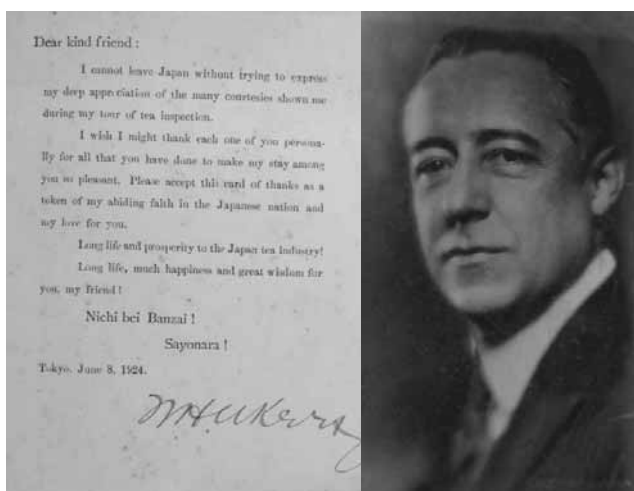 Dear kind friend :
I cannot leave Japan without trying to express
my deep appreciation of the many courtesies shown me
during my tour of tea inspection.
I wish I might thank each one of you persona-
lly for all that you have done to make my stay among
you so pleasant. Please accept this card of thanks as a
token of my abiding faith in the Japanese nation and
my love for you.
Long life and prosperity to the Japan tea industry!
Long life, much happiness and great wisdom for
you, my friend !
Nichi bei Banzai !
Sayonara !
Tokyo, June 8, 1924.
W H Ukers